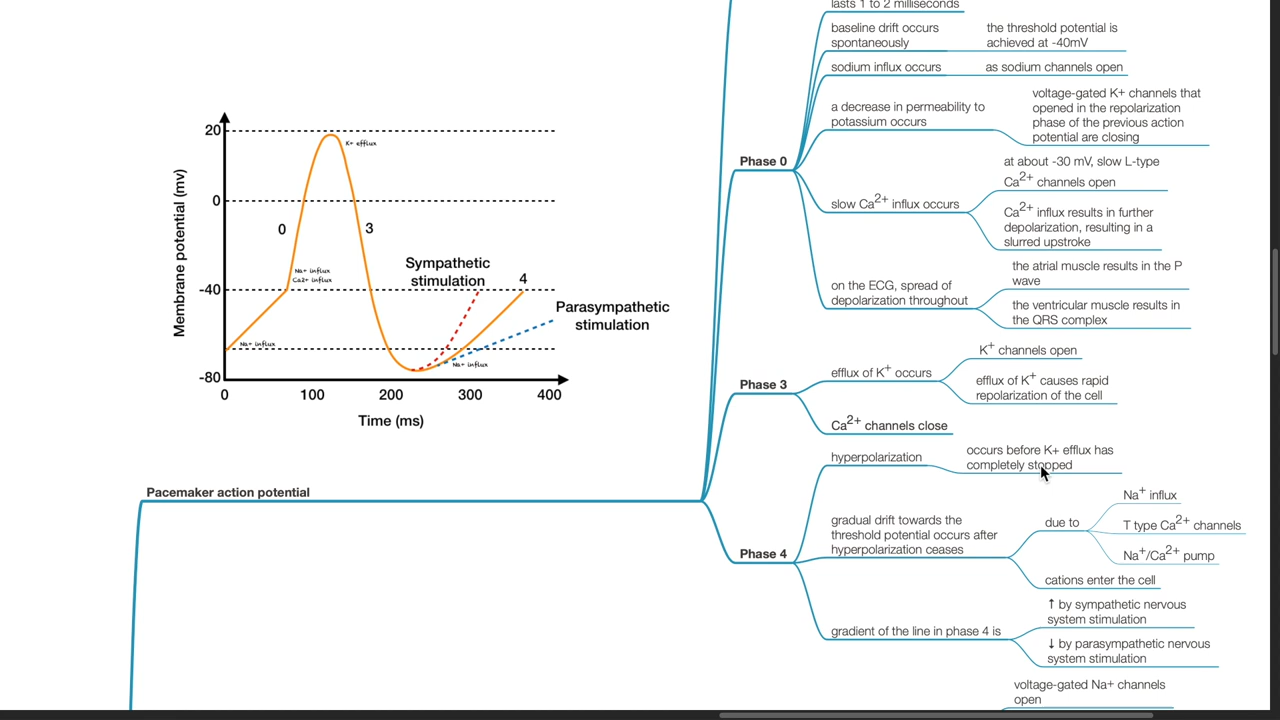 lasts 1 to 2 milliseconds
baseline drift occurs
spontaneously
the threshold potential is
achieved at -40mV
sodium influx occurs
as sodium channels open
a decrease in permeability to
potassium occurs
voltage-gated K+ channels that
opened in the repolarization
phase of the previous action
potential are closing
Phase 0
at about -30 mV, slow L-type
Ca2+ channels open
slow Ca2+ influx occurs
Ca2+ influx results in further
depolarization, resulting in a
slurred upstroke
on the ECG, spread of
depolarization throughout
the atrial muscle results in the P
wave
the ventricular muscle results in
the QRS complex
Membrane potential (mv)
20
0
-40
-80
K+ efflux
0
3
Na+ influx
Ca2+ influx
Na+ influx
Sympathetic
stimulation
4
Parasympathetic
stimulation
Na+ influx
0
100
200
300
400
Time (ms)
Phase 3
efflux of K+ occurs
K+ channels open
efflux of K+ causes rapid
repolarization of the cell
Ca2+ channels close
Pacemaker action potential
Phase 4
hyperpolarization
occurs before K+ efflux has
completely stopped
gradual drift towards the
threshold potential occurs after
hyperpolarization ceases
due to
Na+ influx
T type Ca2+ channels
Na+/Ca2+ pump
cations enter the cell
gradient of the line in phase 4 is
↑ by sympathetic nervous
system stimulation
↓ by parasympathetic nervous
system stimulation
voltage-gated Na+ channels
open